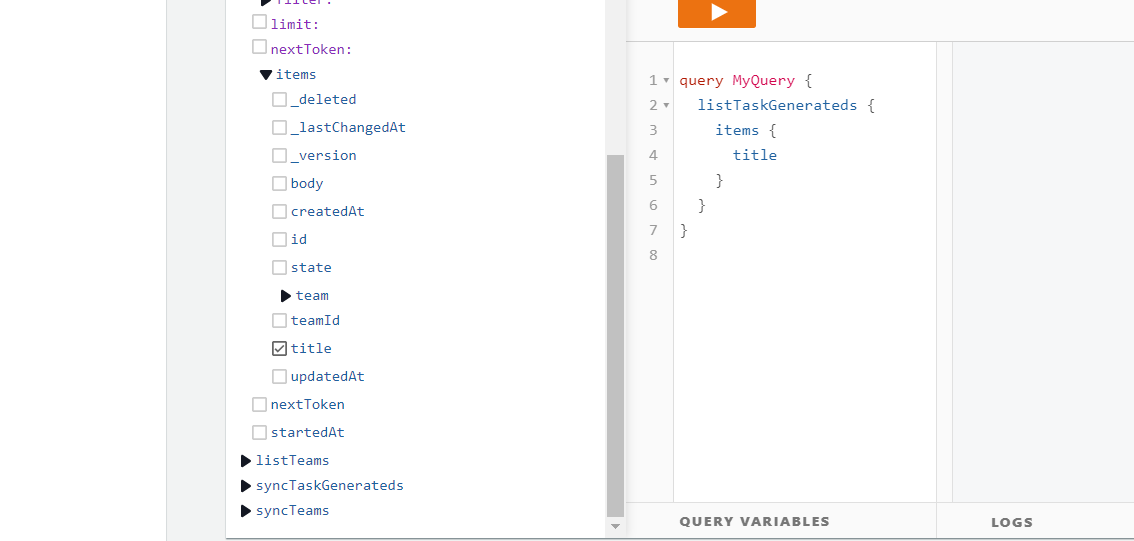 filter:
limit:
nextToken:
items
_deleted
_lastChangedAt
_version
body
createdAt
id
state
team
teamId
title
updatedAt
nextToken
startedAt
listTeams
syncTaskGenerateds
syncTeams
1 query MyQuery {
2 listTaskGenerateds {
3 items {
4 title
5 }
6 }
7 }
8
QUERY VARIABLES
LOGS